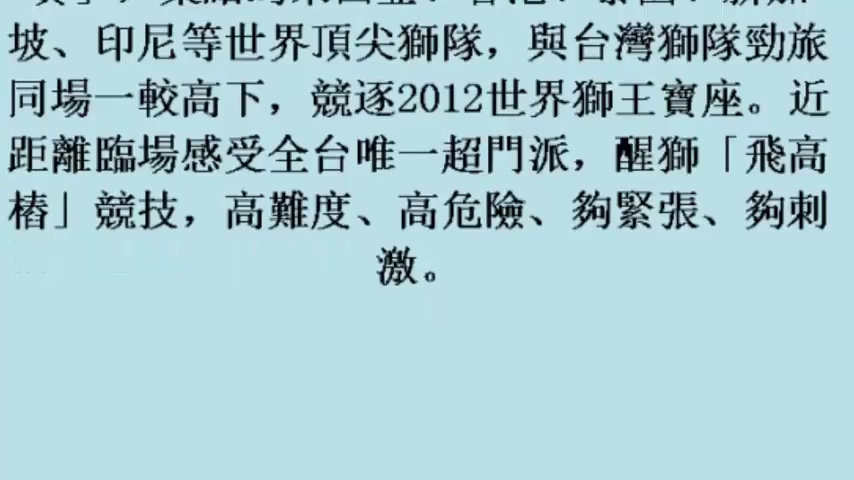 坡、印尼等世界頂尖獅隊，與台灣獅隊勁旅
同場一較高下，競逐2012世界獅王寶座。近
距離臨場感受全台唯一超門派，醒獅「飛高
樁」競技，高難度、高危險、夠緊張、夠刺
激。